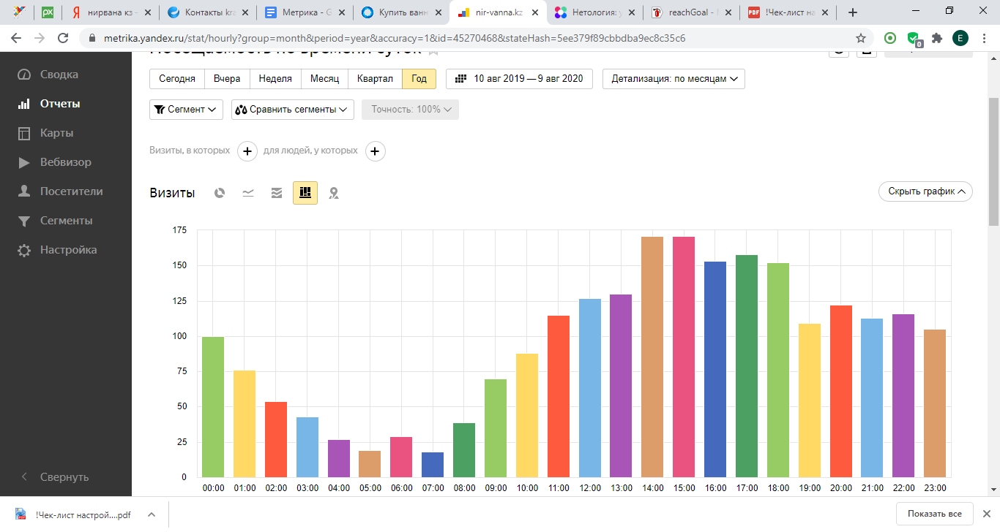 нирвана кз –
Контакты kra
Метрика – G
Купить ванн
nir-vanna.kz
Нетология: у
reachGoal -
!Чек-лист на
metrika.yandex.ru/stat/hourly?group=month&period=year&accuracy=1&id=45270468&stateHash=5ee379f89cbbdba9ec8c35c6
0
E
Посещаемость по времени суток
Сводка
Отчеты
Карты
Вебвизор
Посетители
Сегменты
Настройка
Свернуть
Сегодня Вчера Неделя Месяц Квартал Год 10 авг 2019 — 9 авг 2020 Детализация: по месяцам
Сегмент Сравнить сегменты Точность: 100%
Визиты, в которых + для людей, у которых +
Визиты
Скрыть график
175
150
125
100
75
50
25
0
00:00 01:00 02:00 03:00 04:00 05:00 06:00 07:00 08:00 09:00 10:00 11:00 12:00 13:00 14:00 15:00 16:00 17:00 18:00 19:00 20:00 21:00 22:00 23:00
!Чек-лист настрой....pdf
Показать все